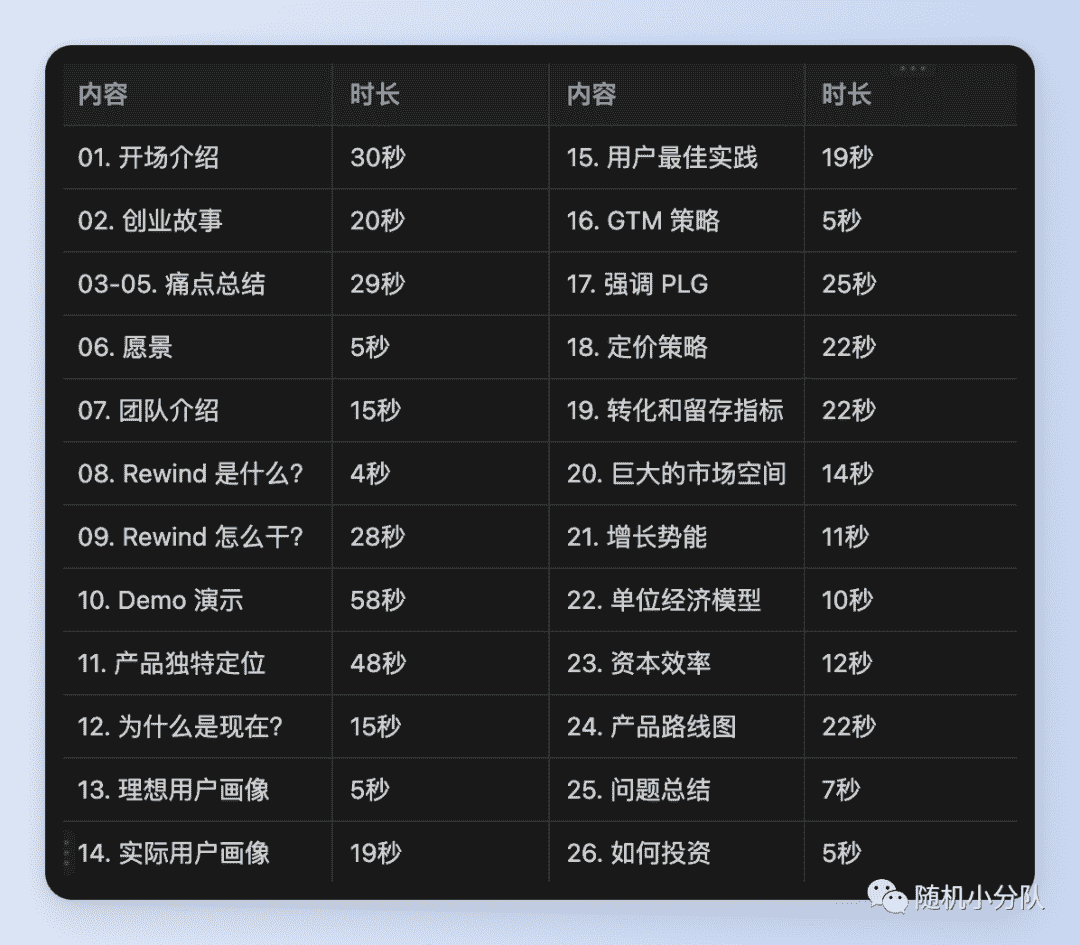 内容 时长 内容 时长
01. 开场介绍 30秒 15. 用户最佳实践 19秒
02. 创业故事 20秒 16. GTM 策略 5秒
03-05. 痛点总结 29秒 17. 强调 PLG 25秒
06. 愿景 5秒 18. 定价策略 22秒
07. 团队介绍 15秒 19. 转化和留存指标 22秒
08. Rewind 是什么? 4秒 20. 巨大的市场空间 14秒
09. Rewind 怎么干? 28秒 21. 增长势能 11秒
10. Demo 演示 58秒 22. 单位经济模型 10秒
11. 产品独特定位 48秒 23. 资本效率 12秒
12. 为什么是现在? 15秒 24. 产品路线图 22秒
13. 理想用户画像 5秒 25. 问题总结 7秒
14. 实际用户画像 19秒 26. 如何投资 5秒
随机小分队